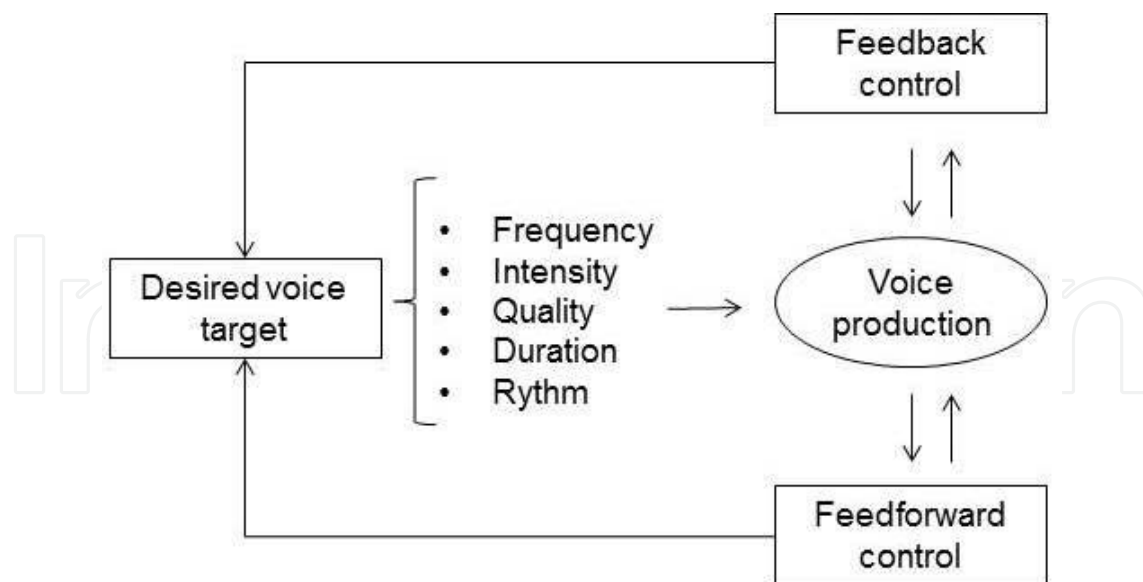 Feedback
control
Desired voice
target
• Frequency
• Intensity
• Quality
• Duration
• Rythm
Voice
production
Feedforward
control